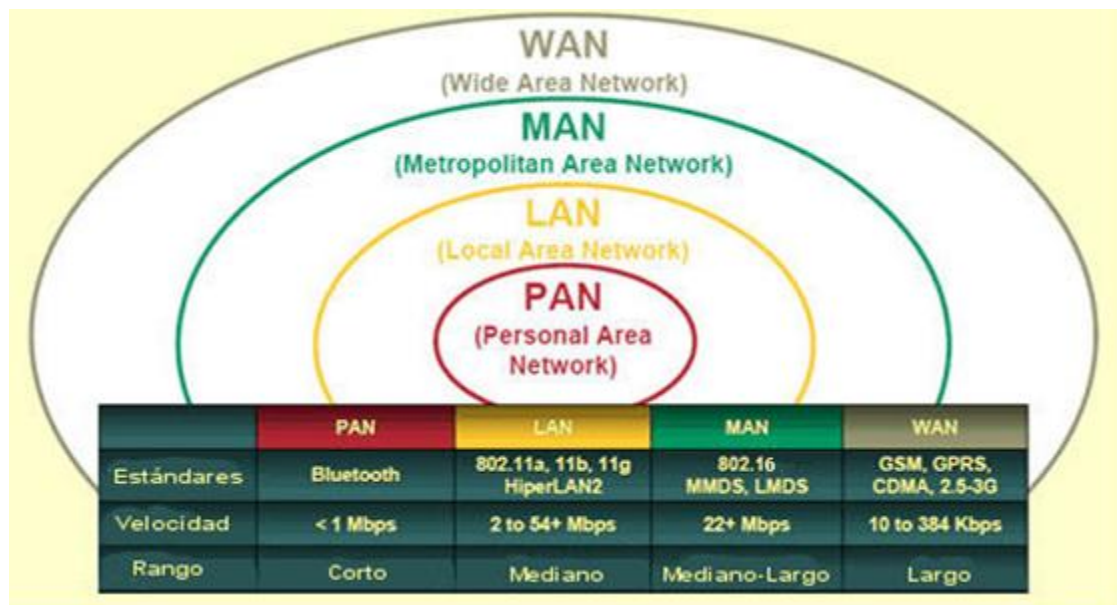 WAN
(Wide Area Network)
MAN
(Metropolitan Area Network)
LAN
(Local Area Network)
PAN
(Personal Area
Network)
PAN LAN MAN WAN
Estándares Bluetooth 802.11a, 11b, 11g HiperLAN2 802.16 MMDS, LMDS GSM, GPRS, CDMA, 2.5-3G
Velocidad < 1 Mbps 2 to 54+ Mbps 22+ Mbps 10 to 384 Kbps
Rango Corto Mediano Mediano-Largo Largo